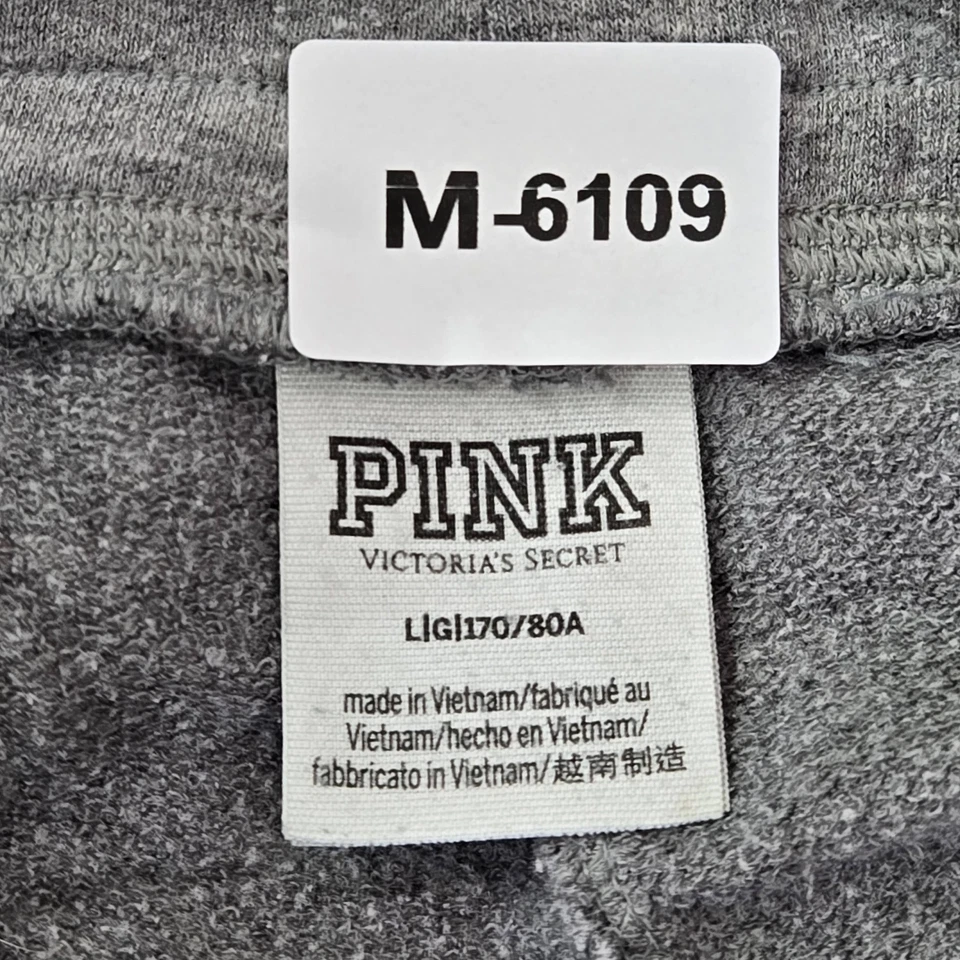 M-6109
PINK
VICTORIA'S SECRET
L|G|170/80A
made in Vietnam/fabriqué au
Vietnam/hecho en Vietnam/
fabbricato in Vietnam/越南制造